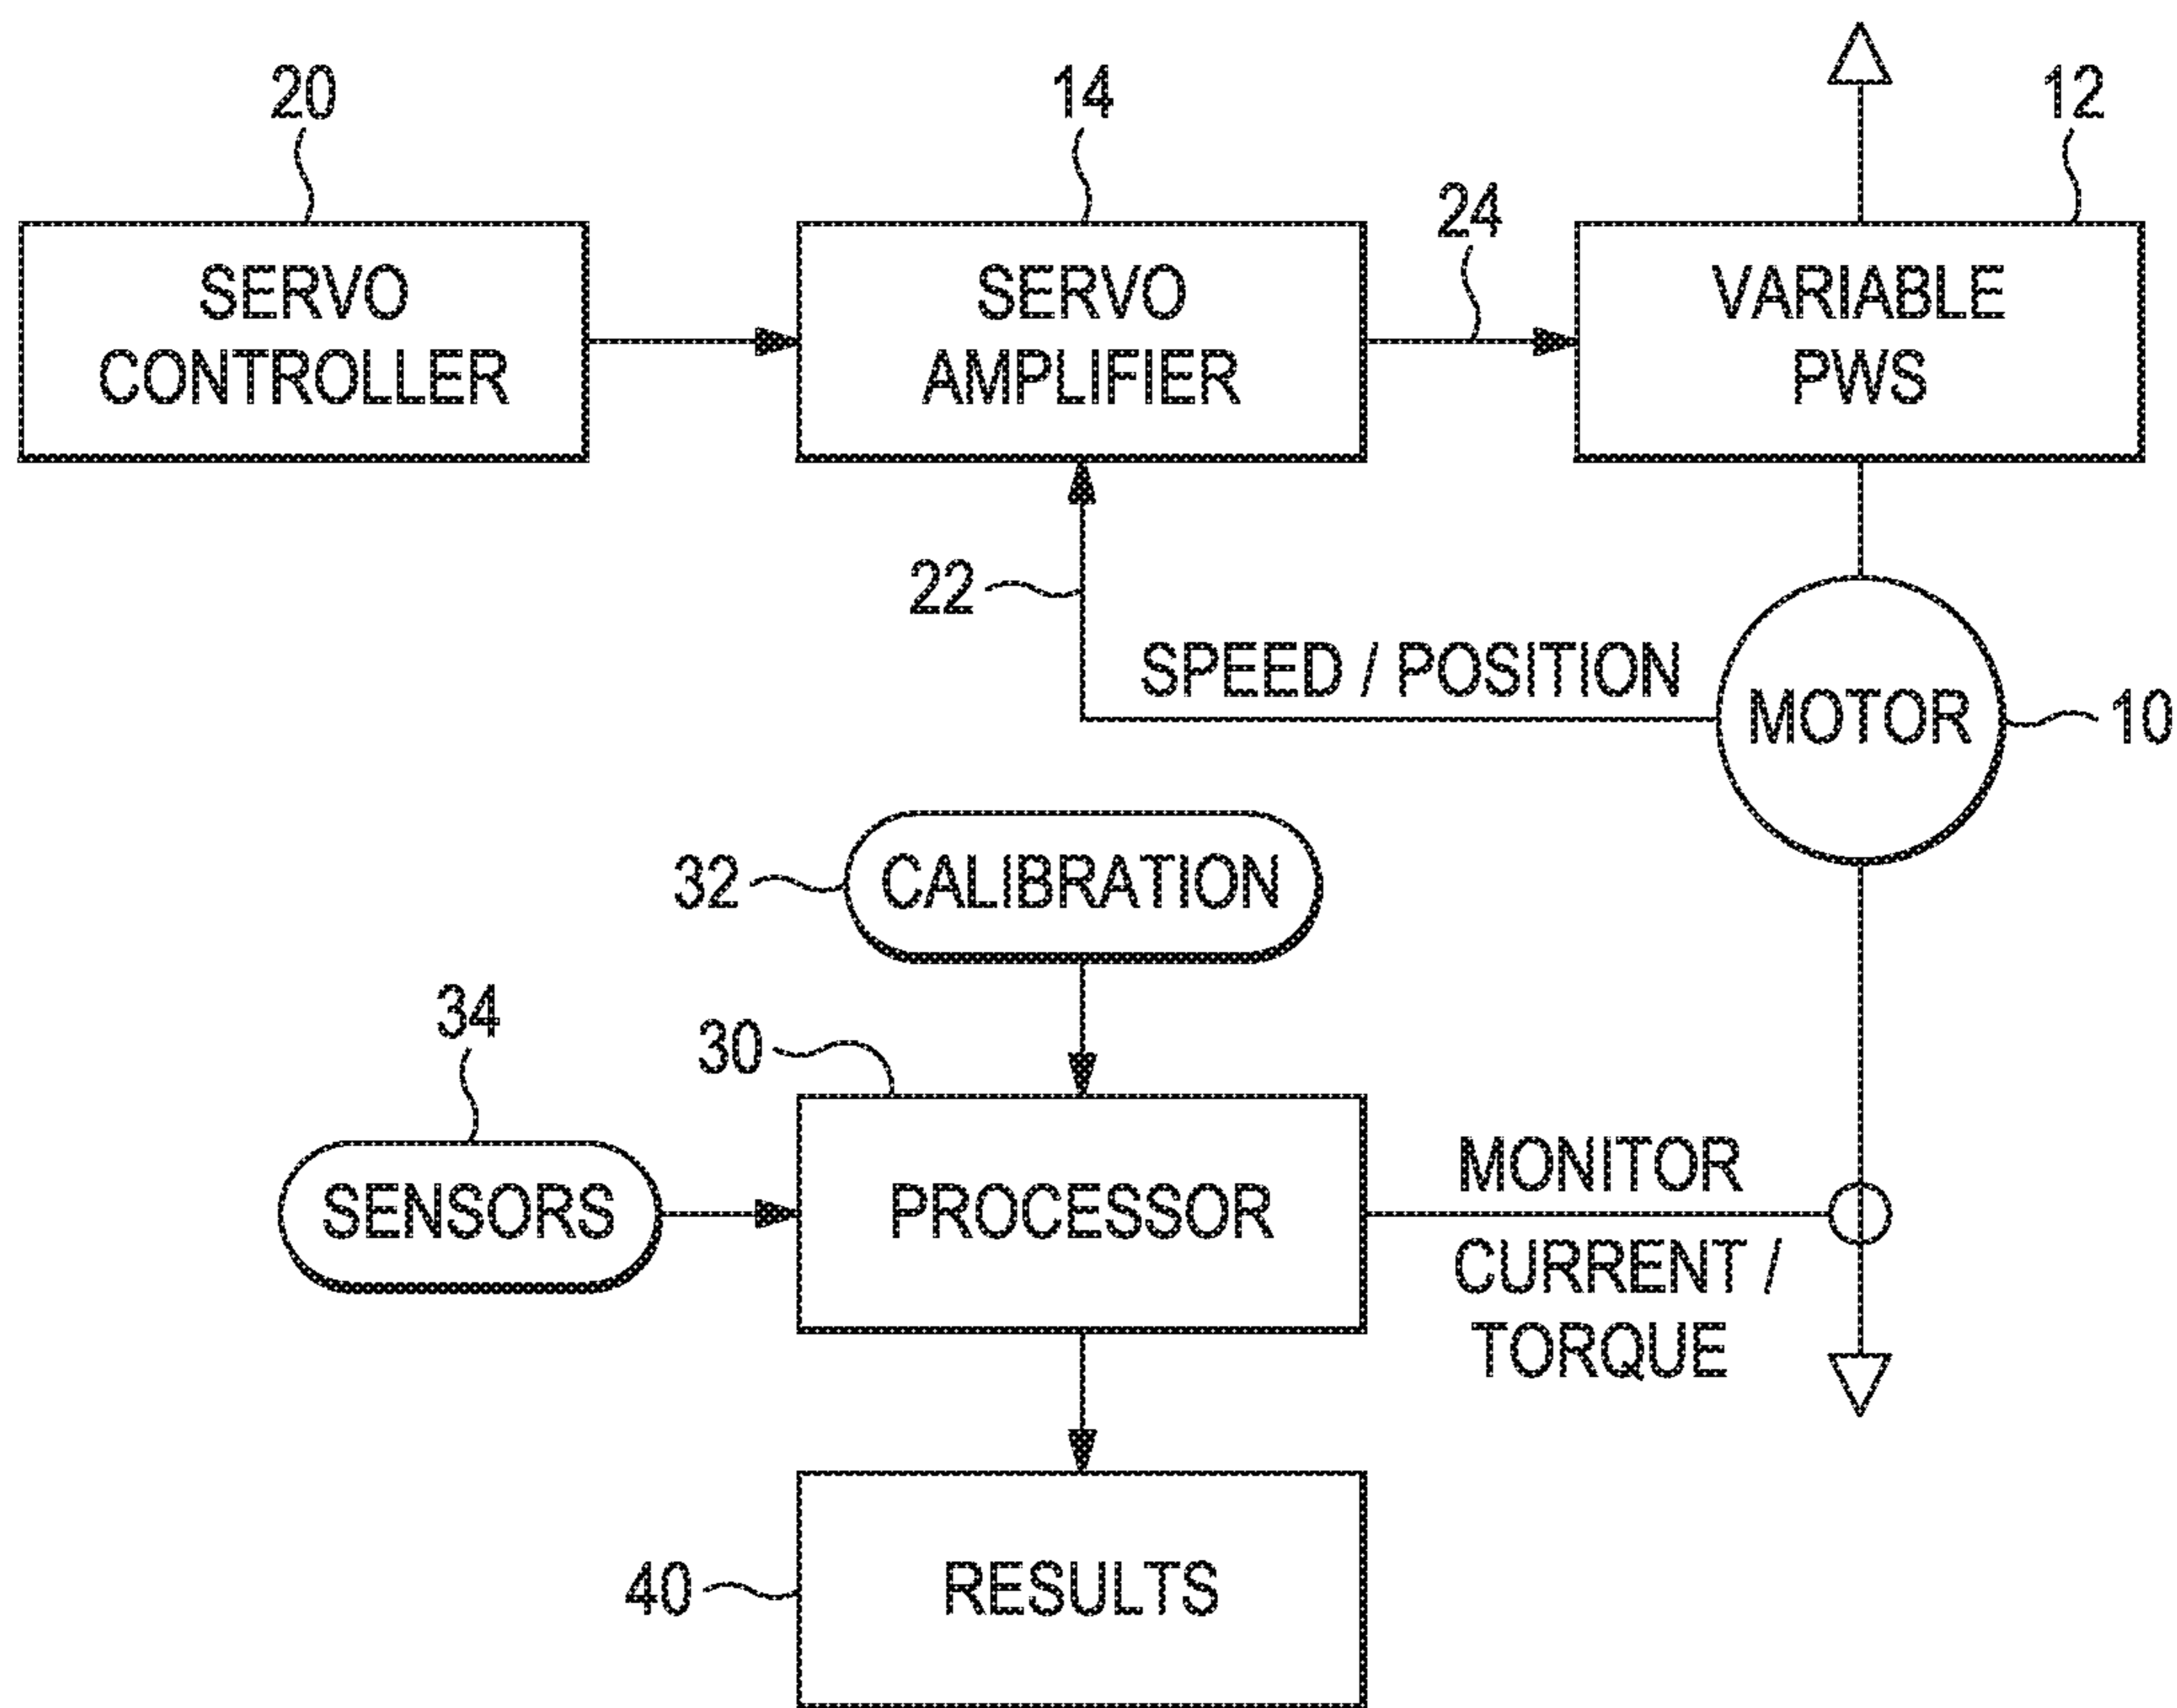 20
14
12
24
SERVO
CONTROLLER
SERVO
AMPLIFIER
VARIABLE
PWS
22
SPEED / POSITION
MOTOR
10
32
CALIBRATION
34
30
SENSORS
PROCESSOR
MONITOR
CURRENT /
TORQUE
40
RESULTS